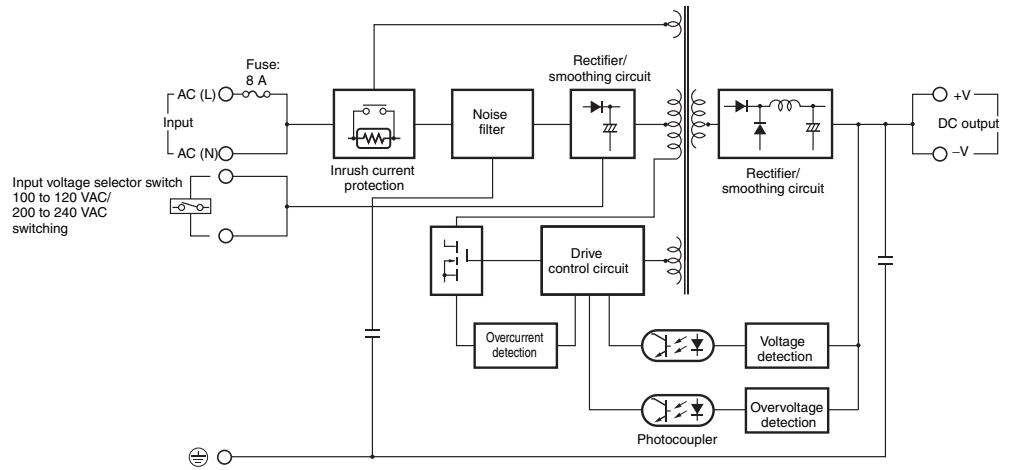 Fuse:
8 A
AC (L)
Input
AC (N)
Input voltage selector switch
100 to 120 VAC/
200 to 240 VAC
switching
Inrush current
protection
Noise
filter
Rectifier/
smoothing circuit
Rectifier/
smoothing circuit
+V
DC output
–V
Drive
control circuit
Overcurrent
detection
Voltage
detection
Overvoltage
detection
Photocoupler